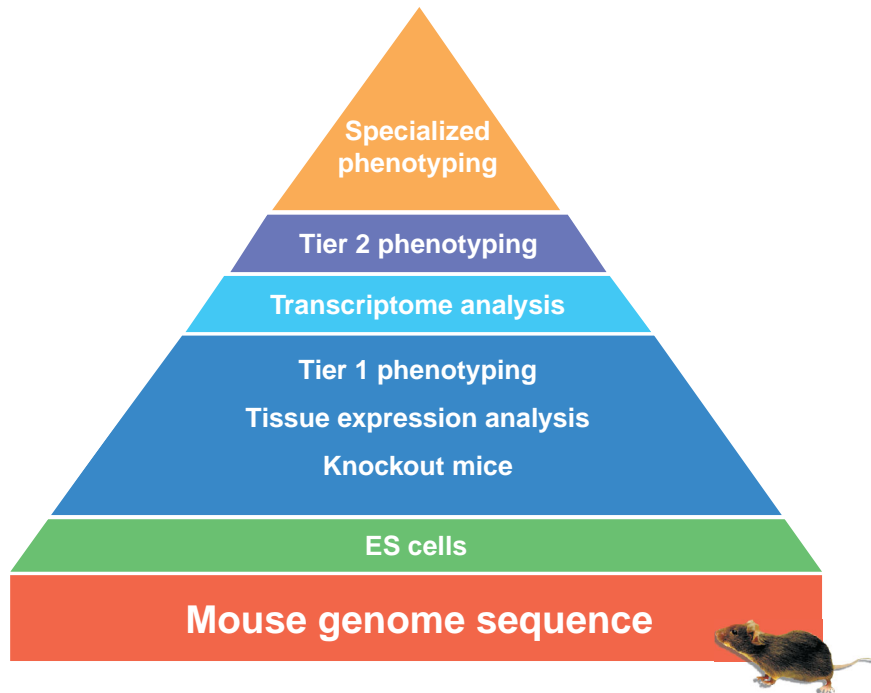 Specialized
phenotyping
Tier 2 phenotyping
Transcriptome analysis
Tier 1 phenotyping
Tissue expression analysis
Knockout mice
ES cells
Mouse genome sequence